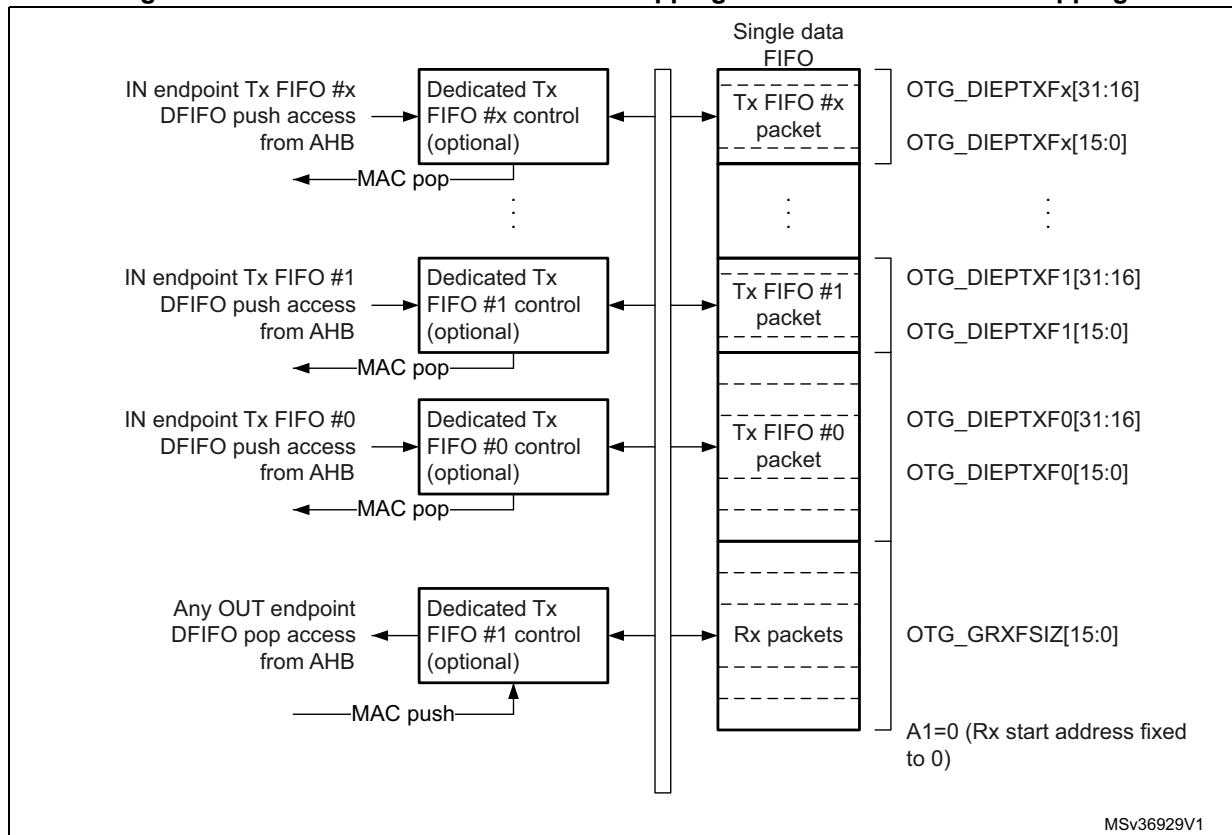 Single data
FIFO
IN endpoint Tx FIFO #x
DFIFO push access
from AHB
Dedicated Tx
FIFO #x control
(optional)
Tx FIFO #x
packet
OTG_DIEPTXFx[31:16]
OTG_DIEPTXFx[15:0]
MAC pop
IN endpoint Tx FIFO #1
DFIFO push access
from AHB
Dedicated Tx
FIFO #1 control
(optional)
Tx FIFO #1
packet
OTG_DIEPTXF1[31:16]
OTG_DIEPTXF1[15:0]
MAC pop
IN endpoint Tx FIFO #0
DFIFO push access
from AHB
Dedicated Tx
FIFO #0 control
(optional)
Tx FIFO #0
packet
OTG_DIEPTXF0[31:16]
OTG_DIEPTXF0[15:0]
MAC pop
Any OUT endpoint
DFIFO pop access
from AHB
Dedicated Tx
FIFO #1 control
(optional)
Rx packets
OTG_GRXFSIZ[15:0]
MAC push
A1=0 (Rx start address fixed
to 0)
MSv36929V1